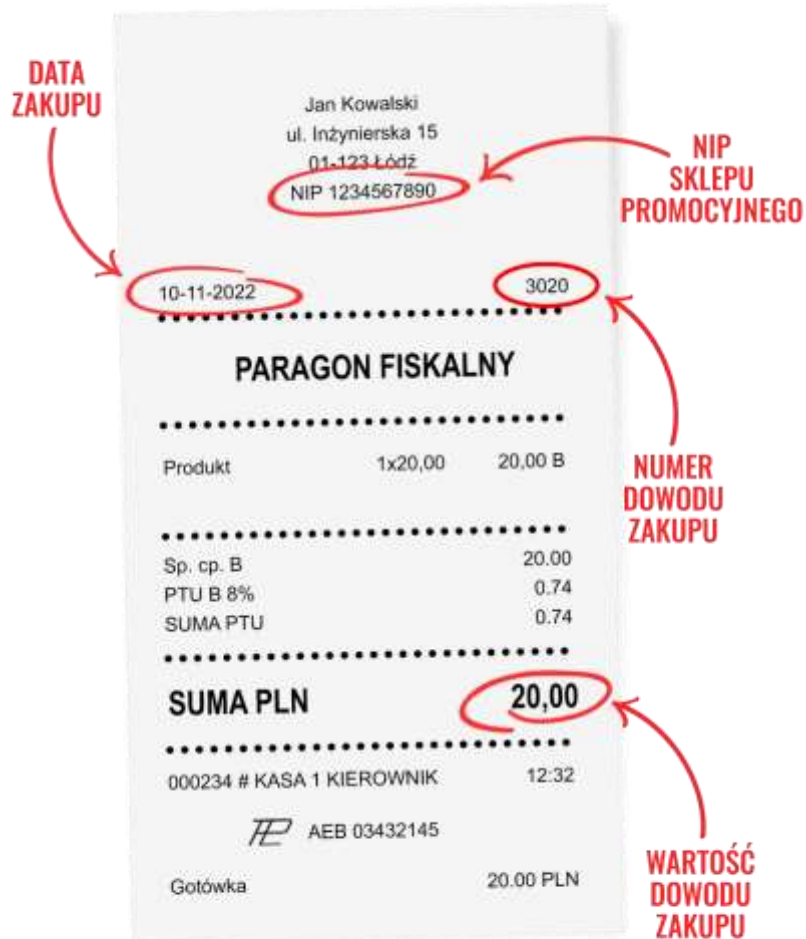 DATA
ZAKUPU
Jan Kowalski
ul. Inżynierska 15
01-123 Łódź
NIP 1234567890
NIP
SKLEPU
PROMOCYJNEGO
10-11-2022 3020
PARAGON FISKALNY
Produkt 1x20,00 20,00 B
NUMER
DOWODU
ZAKUPU
Sp. cp. B 20.00
PTU B 8% 0.74
SUMA PTU 0.74
SUMA PLN 20,00
000234 # KASA 1 KIEROWNIK 12:32
AEB 03432145
Gotówka 20.00 PLN
WARTOŚĆ
DOWODU
ZAKUPU